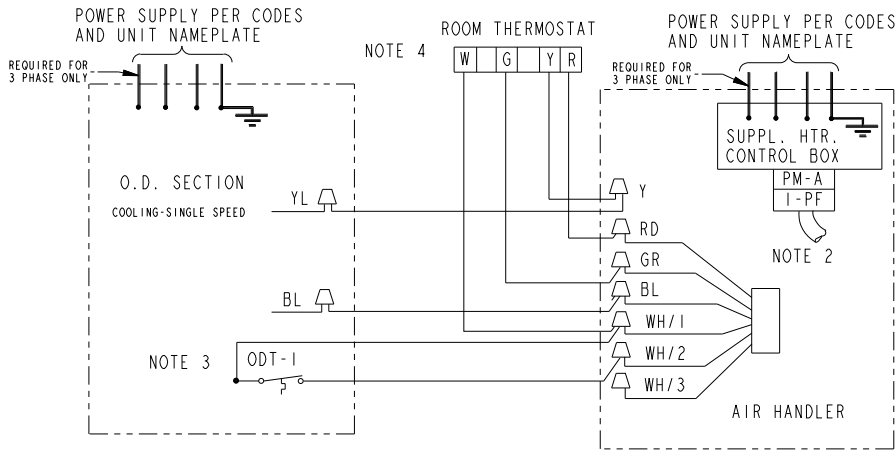 POWER SUPPLY PER CODES
AND UNIT NAMEPLATE
REQUIRED FOR
3 PHASE ONLY
NOTE 4
ROOM THERMOSTAT
W G Y R
POWER SUPPLY PER CODES
AND UNIT NAMEPLATE
REQUIRED FOR
3 PHASE ONLY
SUPPL. HTR.
CONTROL BOX
PM-A
1-PF
NOTE 2
O.D. SECTION
COOLING-SINGLE SPEED
YL
Y
RD
GR
BL
BL
WH/1
NOTE 3
ODT-1
WH/2
WH/3
AIR HANDLER